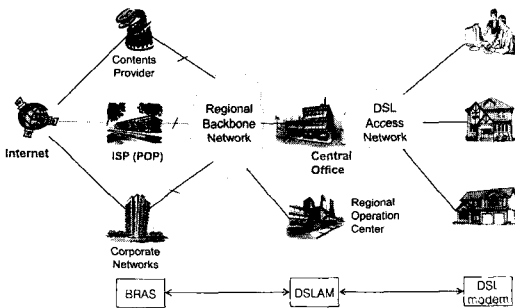 Contents
Provider
Internet
ISP (POP)
Regional
Backbone
Network
Central
Office
DSL
Access
Network
Corporate
Networks
Regional
Operation
Center
BRAS
DSLAM
DSL
modem